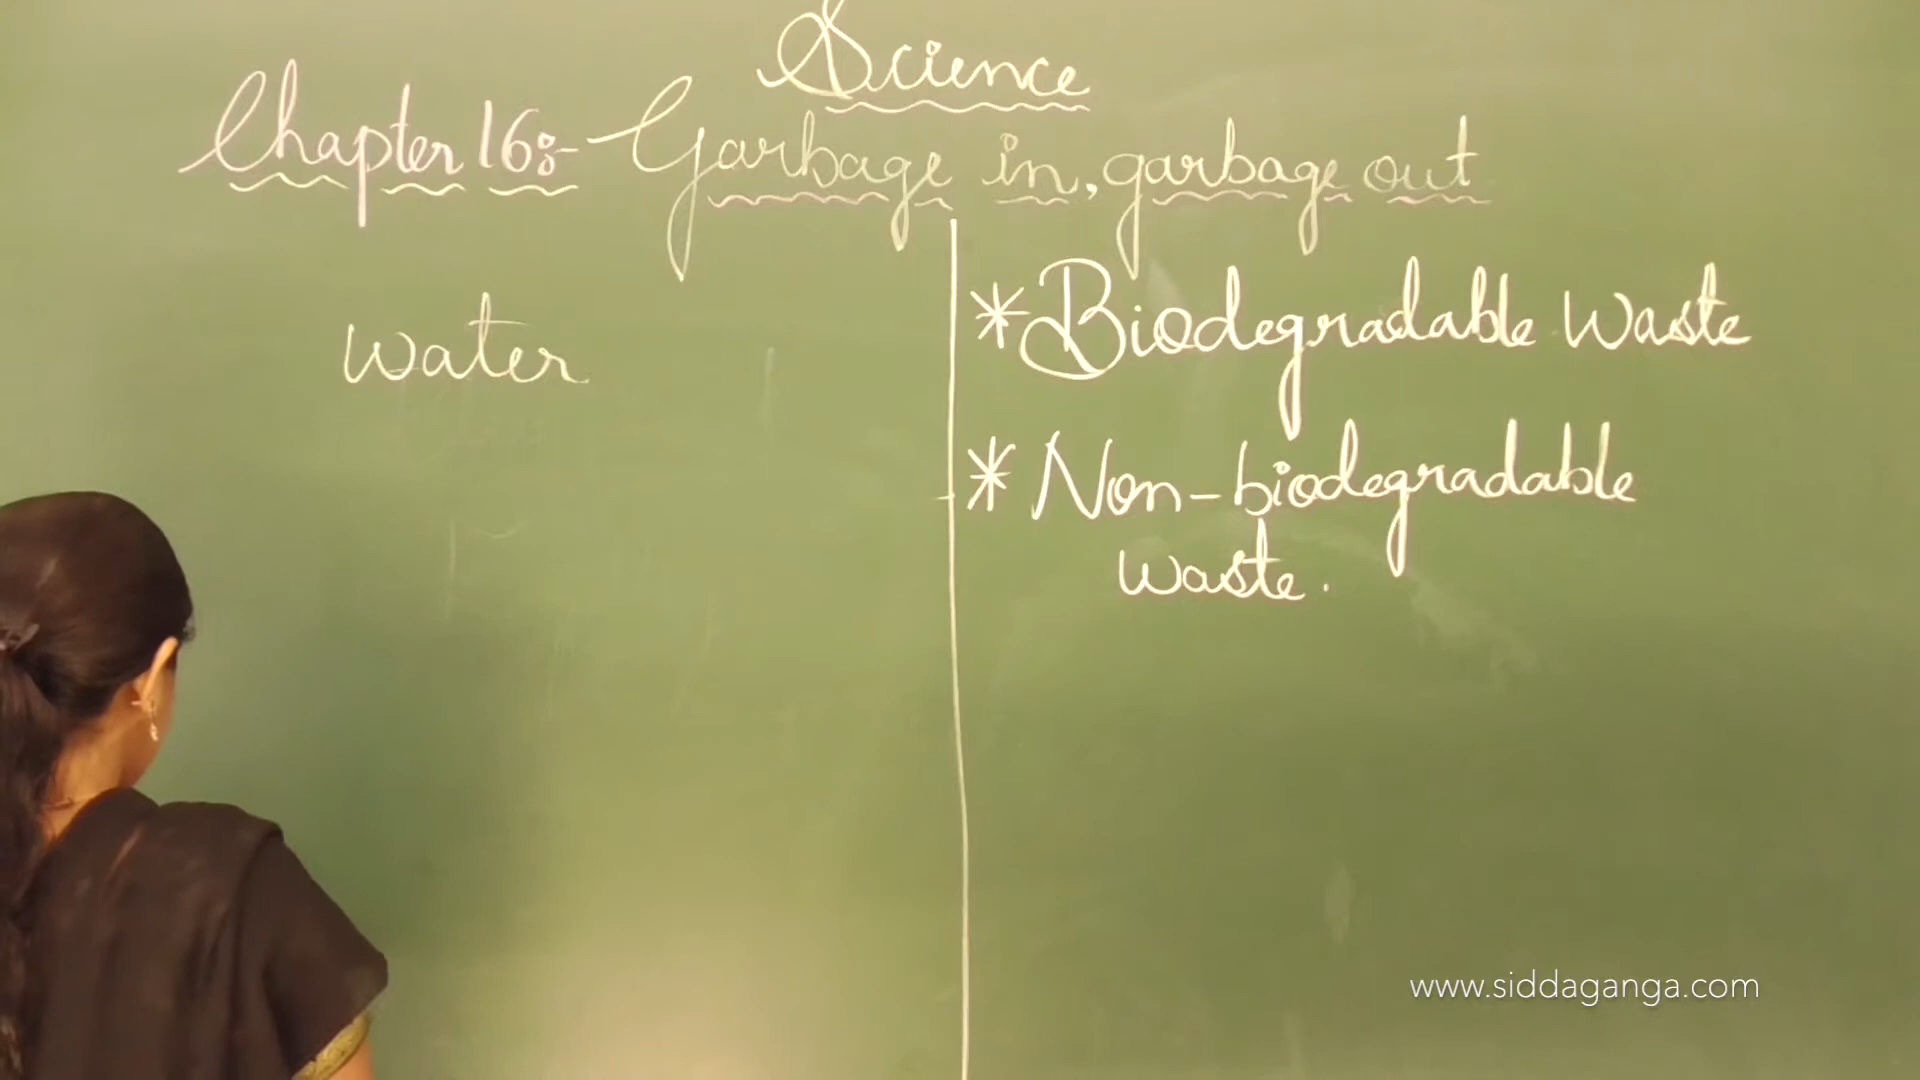 Science
Chapter 16:- Garbage in, garbage out
Water
* Biodegradable Waste
* Non-biodegradable
Waste.
www.siddaganga.com